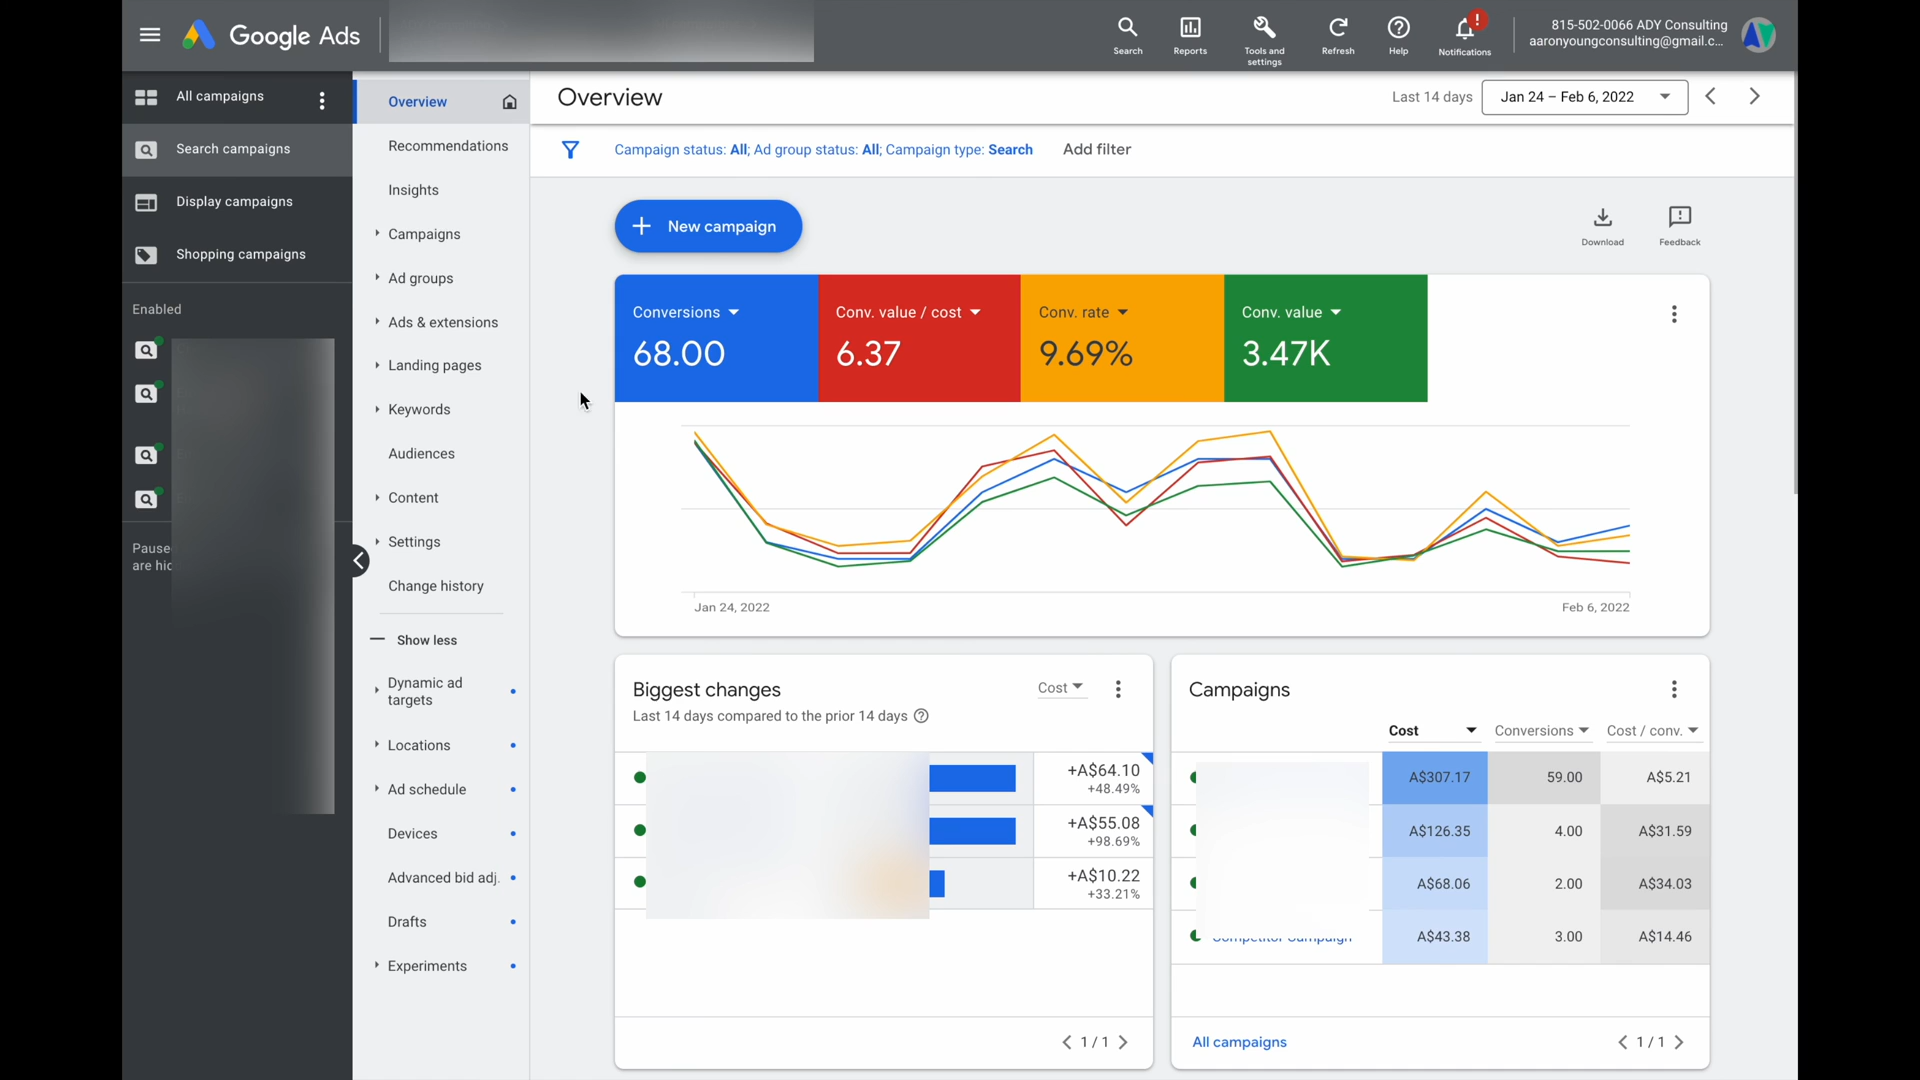 Google Ads
Search
Reports
Tools and
settings
Refresh
Help
!
Notifications
815-502-0066 ADY Consulting
aaronyoungconsulting@gmail.c...
All campaigns
Search campaigns
Display campaigns
Shopping campaigns
Enabled
are
Overview
Recommendations
Insights
Campaigns
Ad groups
Ads & extensions
Landing pages
Keywords
Audiences
Content
Settings
Change history
Show less
Dynamic ad
targets
Locations
Ad schedule
Devices
Advanced bid adj.
Drafts
Experiments
Overview
Last 14 days
Jan 24 – Feb 6, 2022
Campaign status: All; Ad group status: All; Campaign type: Search
Add filter
New campaign
Download
Feedback
Conversions
68.00
Conv. value / cost
6.37
Conv. rate
9.69%
Conv. value
3.47K
Jan 24, 2022
Feb 6, 2022
Biggest changes
Cost
Last 14 days compared to the prior 14 days
+A$64.10
+48.49%
+A$55.08
+98.69%
+A$10.22
+33.21%
1 / 1
Campaigns
Cost Conversions Cost / conv.
A$307.17 59.00 A$5.21
A$126.35 4.00 A$31.59
A$68.06 2.00 A$34.03
Competitor Campaign A$43.38 3.00 A$14.46
All campaigns
1 / 1